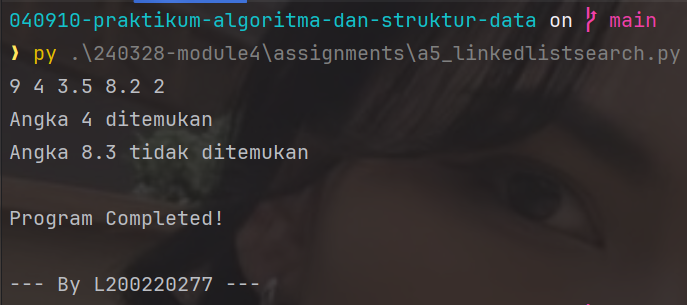 040910-praktikum-algoritma-dan-struktur-data on main
❯ py .\240328-module4\assignments\a5_linkedlistsearch.py
9 4 3.5 8.2 2
Angka 4 ditemukan
Angka 8.3 tidak ditemukan
Program Completed!
--- By L200220277 ---